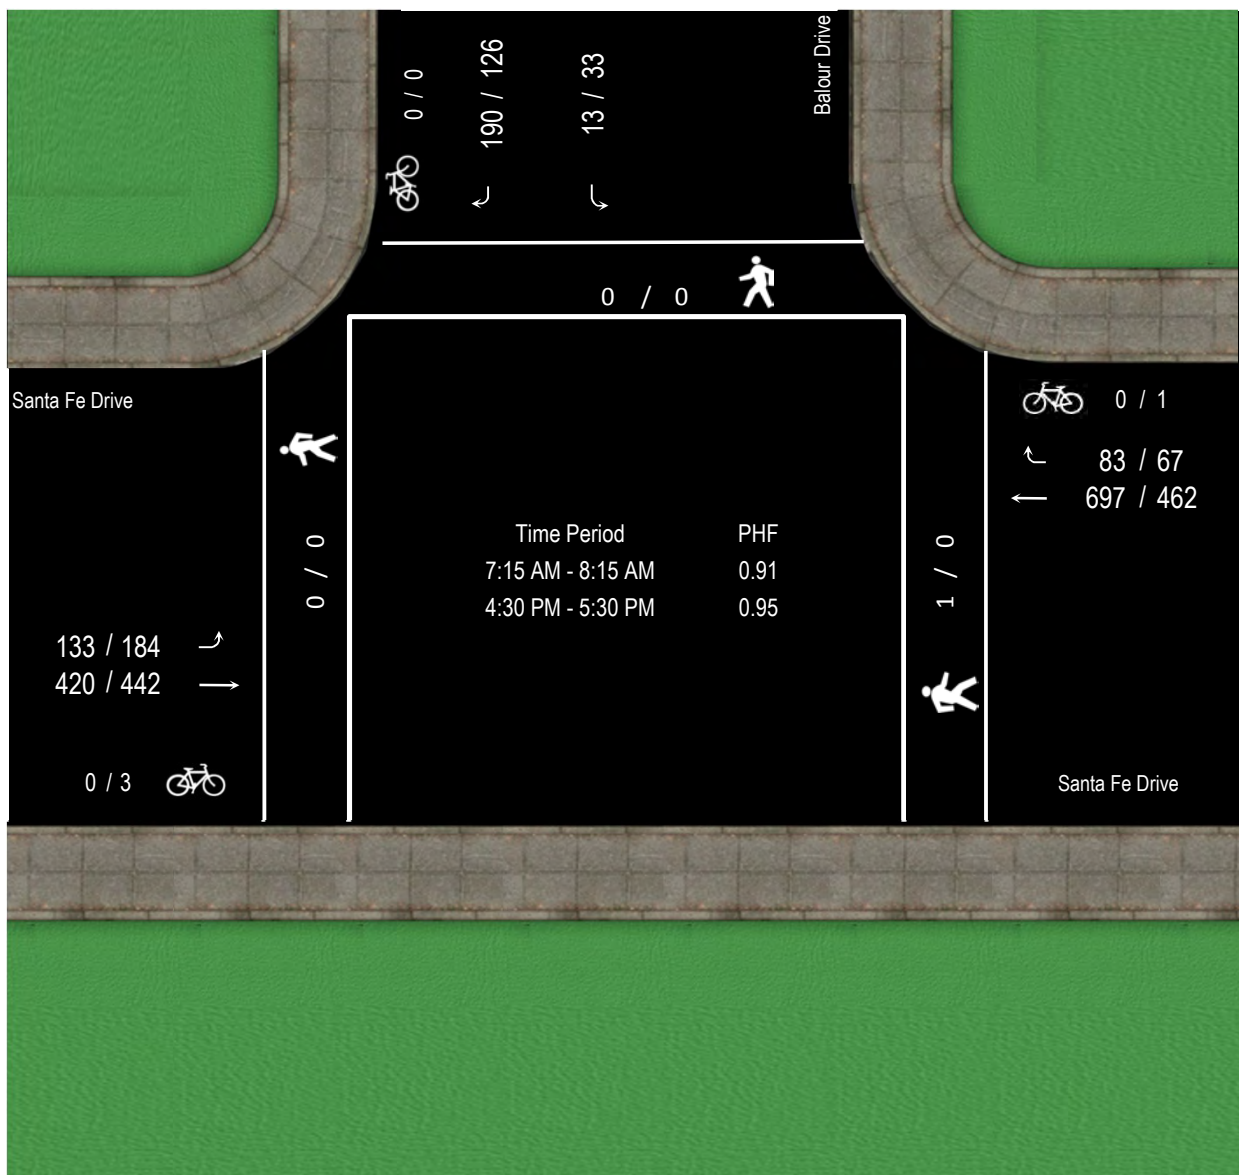 0 / 0
190 / 126
13 / 33
Balour Drive
0 / 0
Santa Fe Drive
0 / 1
83 / 67
697 / 462
0 / 0
Time Period PHF
7:15 AM - 8:15 AM 0.91
4:30 PM - 5:30 PM 0.95
1 / 0
133 / 184
420 / 442
0 / 3
Santa Fe Drive